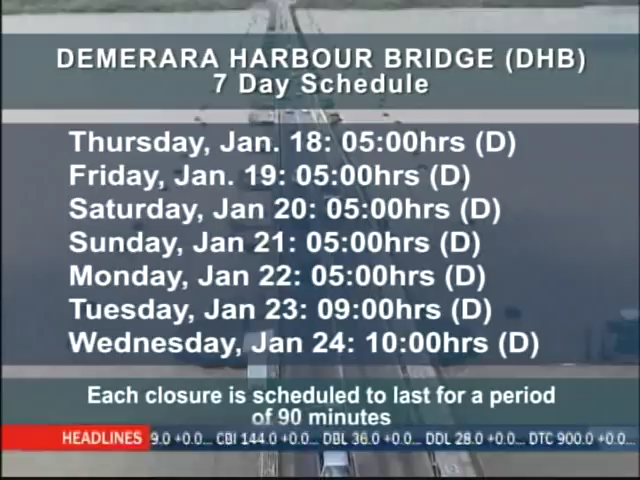 DEMERARA HARBOUR BRIDGE (DHB)
7 Day Schedule
Thursday, Jan. 18: 05:00hrs (D)
Friday, Jan. 19: 05:00hrs (D)
Saturday, Jan 20: 05:00hrs (D)
Sunday, Jan 21: 05:00hrs (D)
Monday, Jan 22: 05:00hrs (D)
Tuesday, Jan 23: 09:00hrs (D)
Wednesday, Jan 24: 10:00hrs (D)
Each closure is scheduled to last for a period
of 90 minutes
HEADLINES 9.0 +0.0... CBI 144.0 +0.0... DBL 36.0 +0.0... DDL 28.0 +0.0... DTC 900.0 +0.0...